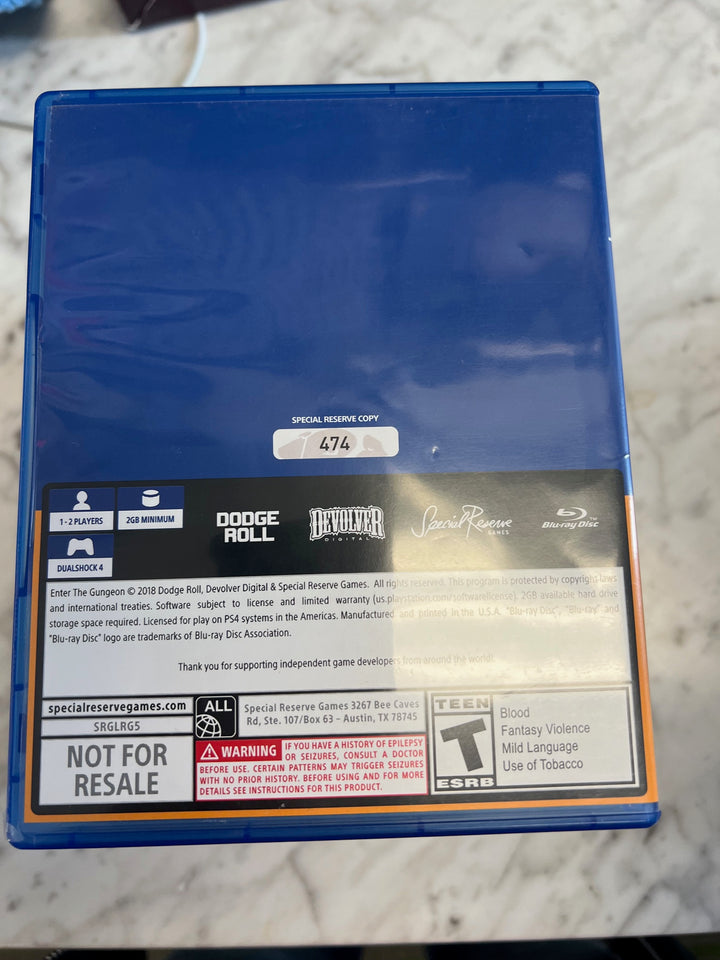 SPECIAL RESERVE COPY
474
1 - 2 PLAYERS
2GB MINIMUM
DUALSHOCK 4
DODGE
ROLL
DEVOLVER
DIGITAL
Special Reserve
GAMES
Blu-ray Disc™
Enter The Gungeon © 2018 Dodge Roll, Devolver Digital & Special Reserve Games. All rights reserved. This program is protected by copyright laws
and international treaties. Software subject to license and limited warranty (us.playstation.com/softwarelicense). 2GB available hard drive
storage space required. Licensed for play on PS4 systems in the Americas. Manufactured and printed in the U.S.A. "Blu-ray Disc", "Blu-ray" and
"Blu-ray Disc" logo are trademarks of Blu-ray Disc Association.
Thank you for supporting independent game developers from around the world!
specialreservegames.com
SRGLRG5
NOT FOR
RESALE
ALL
Special Reserve Games 3267 Bee Caves
Rd, Ste. 107/Box 63 – Austin, TX 78745
WARNING IF YOU HAVE A HISTORY OF EPILEPSY
OR SEIZURES, CONSULT A DOCTOR
BEFORE USE. CERTAIN PATTERNS MAY TRIGGER SEIZURES
WITH NO PRIOR HISTORY. BEFORE USING AND FOR MORE
DETAILS SEE INSTRUCTIONS FOR THIS PRODUCT.
TEEN
T
ESRB
Blood
Fantasy Violence
Mild Language
Use of Tobacco